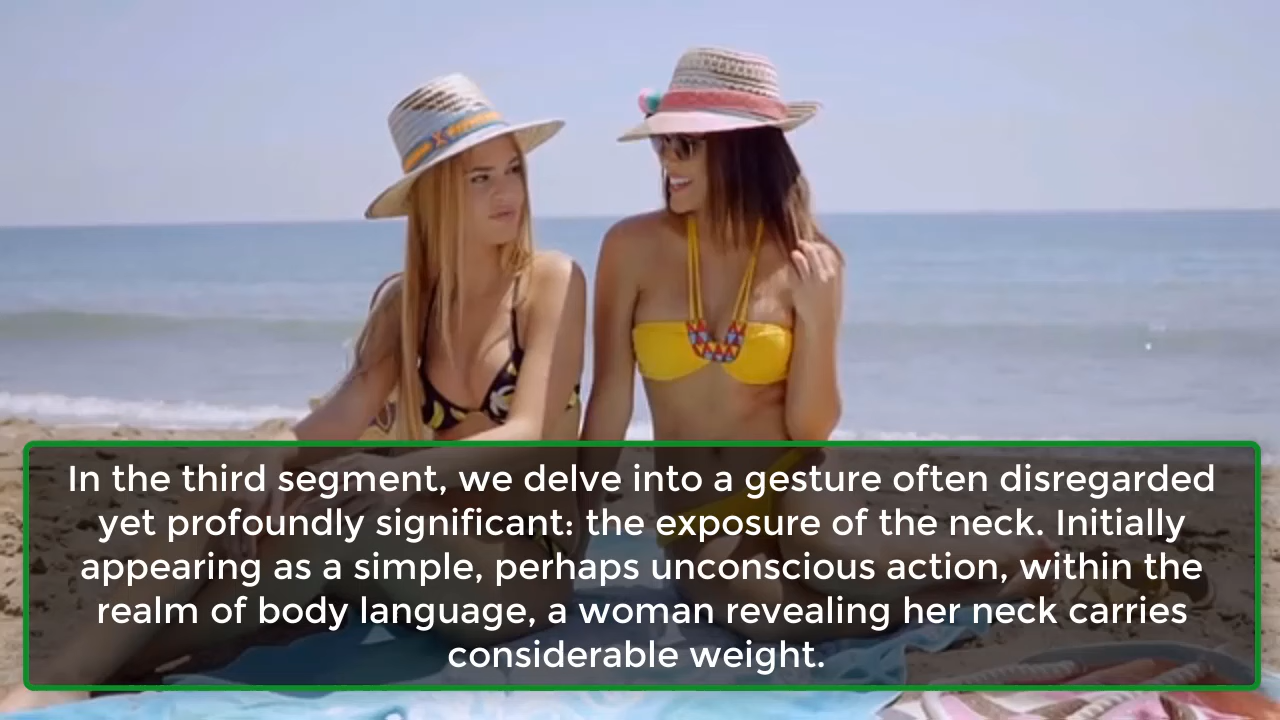 In the third segment, we delve into a gesture often disregarded
yet profoundly significant: the exposure of the neck. Initially
appearing as a simple, perhaps unconscious action, within the
realm of body language, a woman revealing her neck carries
considerable weight.